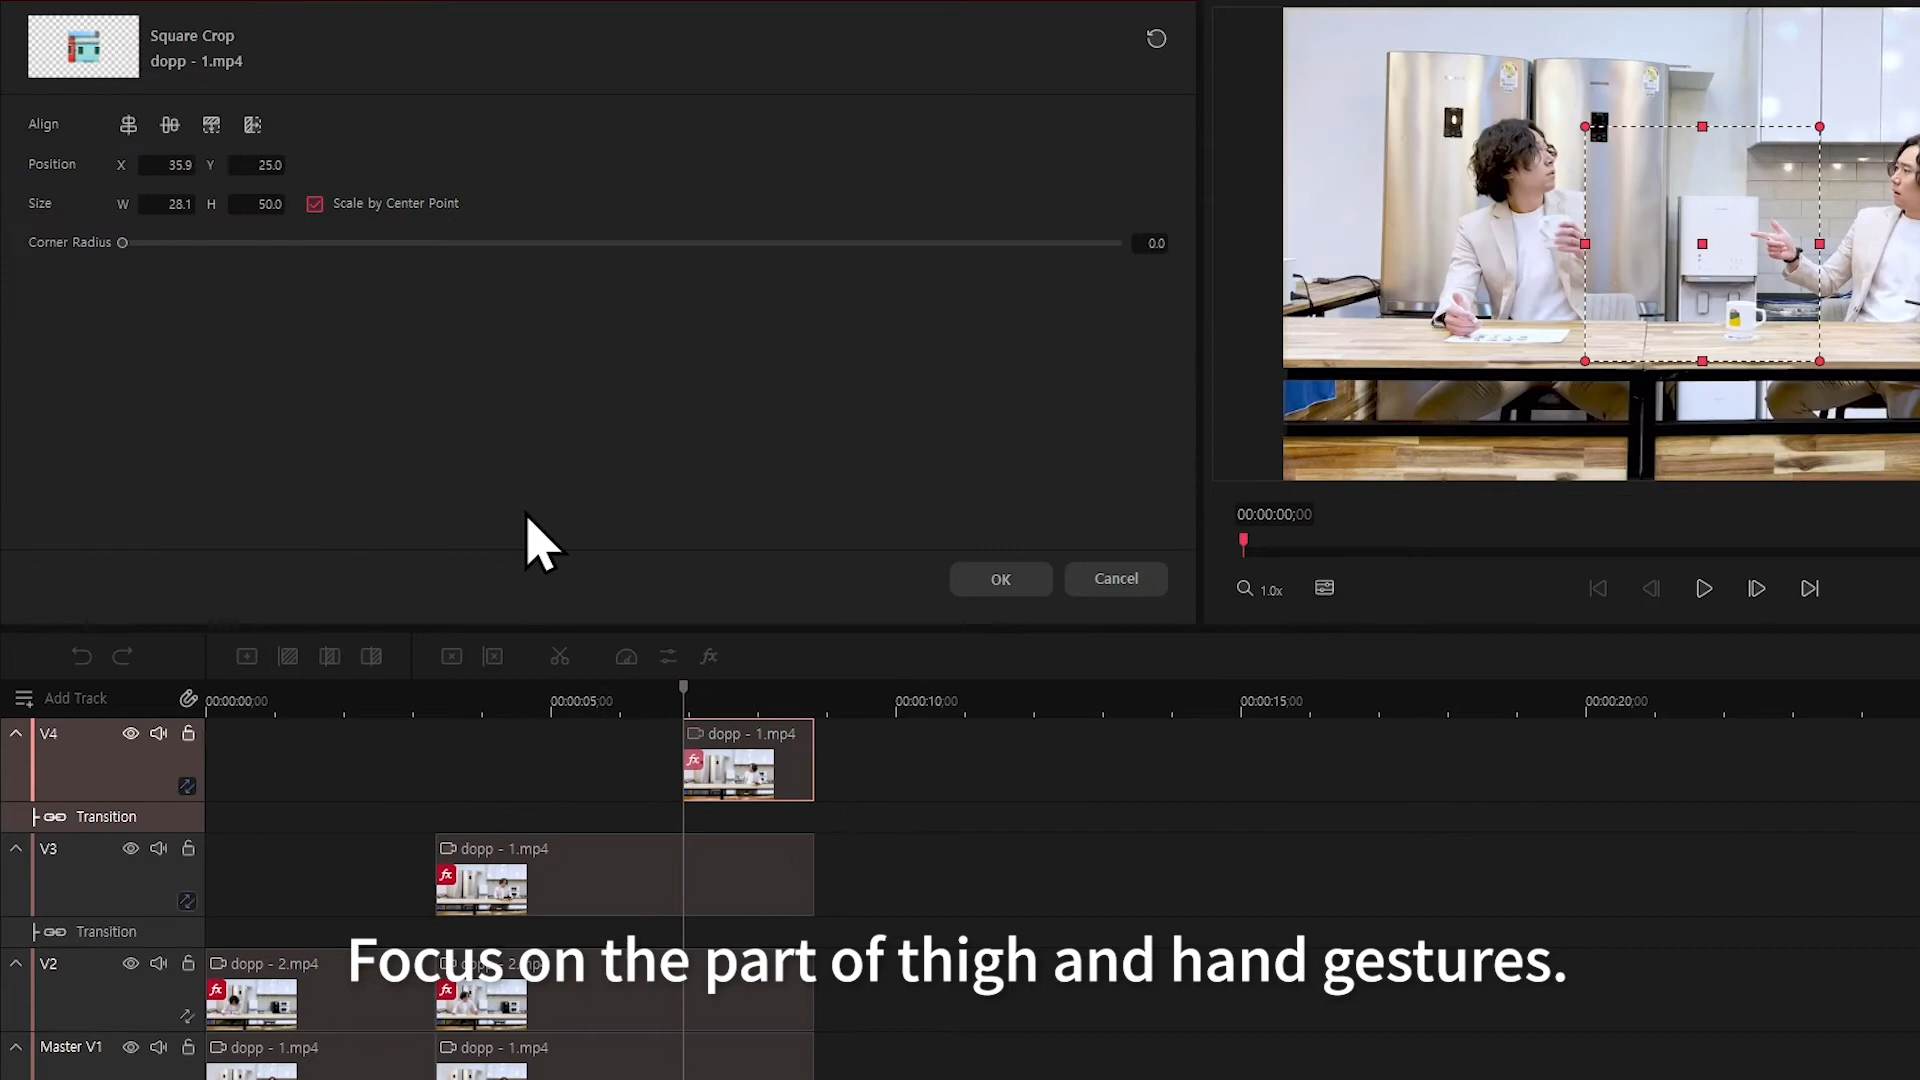 Square Crop
dopp - 1.mp4
Align
Position X 35.9 Y 25.0
Size W 28.1 H 50.0 Scale by Center Point
Corner Radius 0.0
OK Cancel
00:00:00;00
1.0x
Add Track
00:00:00;00 00:00:05;00 00:00:10;00 00:00:15;00 00:00:20;00
V4
dopp - 1.mp4
fx
Transition
V3
dopp - 1.mp4
fx
Transition
V2
dopp - 2.mp4
fx
fx
Focus on the part of thigh and hand gestures.
Master V1
dopp - 1.mp4
dopp - 1.mp4